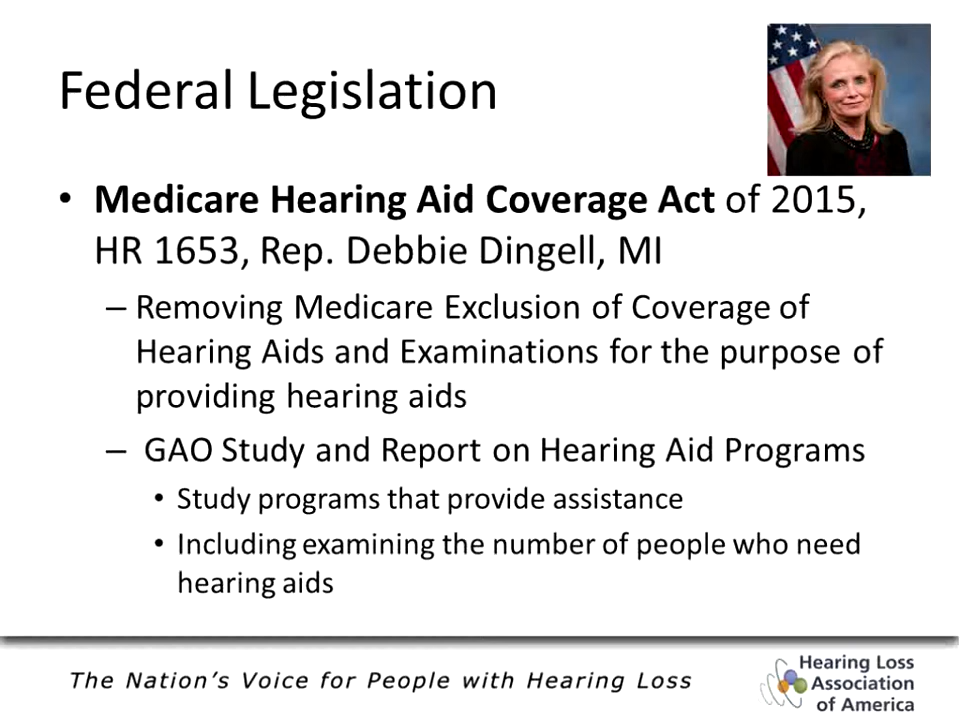 Federal Legislation
• Medicare Hearing Aid Coverage Act of 2015,
HR 1653, Rep. Debbie Dingell, MI
– Removing Medicare Exclusion of Coverage of
Hearing Aids and Examinations for the purpose of
providing hearing aids
– GAO Study and Report on Hearing Aid Programs
• Study programs that provide assistance
• Including examining the number of people who need
hearing aids
The Nation's Voice for People with Hearing Loss
Hearing Loss
Association
of America